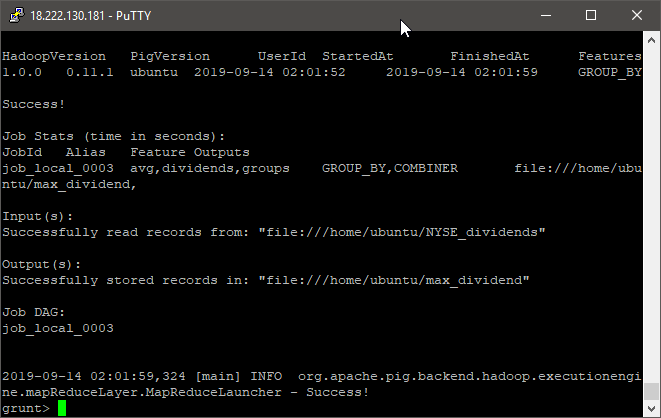 18.222.130.181 - PuTTY
HadoopVersion PigVersion UserId StartedAt FinishedAt Features
1.0.0 0.11.1 ubuntu 2019-09-14 02:01:52 2019-09-14 02:01:59 GROUP_BY
Success!
Job Stats (time in seconds):
JobId Alias Feature Outputs
job_local_0003 avg,dividends,groups GROUP_BY,COMBINER file:///home/ubu
ntu/max_dividend,
Input(s):
Successfully read records from: "file:///home/ubuntu/NYSE_dividends"
Output(s):
Successfully stored records in: "file:///home/ubuntu/max_dividend"
Job DAG:
job_local_0003
2019-09-14 02:01:59,324 [main] INFO org.apache.pig.backend.hadoop.executionengi
ne.mapReduceLayer.MapReduceLauncher - Success!
grunt>